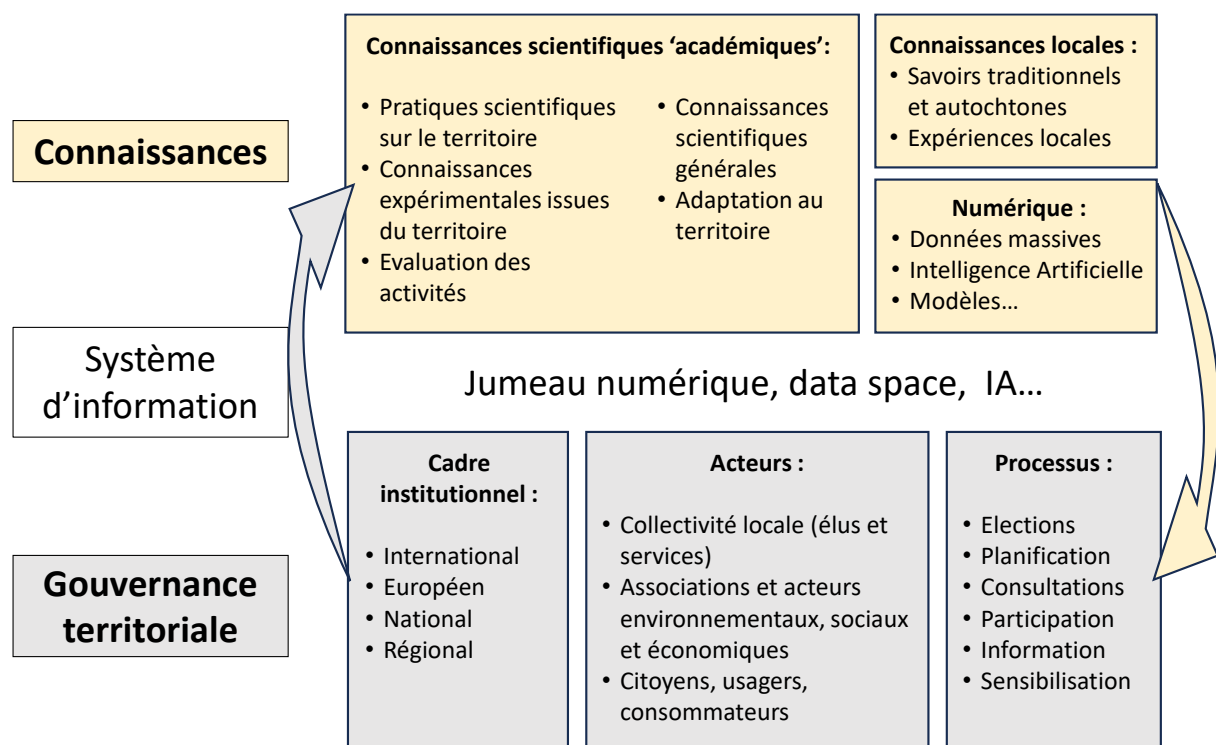 Connaissances
Système
d’information
Gouvernance
territoriale
Connaissances scientifiques ‘académiques’:
• Pratiques scientifiques
sur le territoire
• Connaissances
expérimentales issues
du territoire
• Evaluation des
activités
• Connaissances
scientifiques
générales
• Adaptation au
territoire
Connaissances locales :
• Savoirs traditionnels
et autochtones
• Expériences locales
Numérique :
• Données massives
• Intelligence Artificielle
• Modèles…
Jumeau numérique, data space, IA…
Cadre
institutionnel :
• International
• Européen
• National
• Régional
Acteurs :
• Collectivité locale (élus et
services)
• Associations et acteurs
environnementaux, sociaux
et économiques
• Citoyens, usagers,
consommateurs
Processus :
• Elections
• Planification
• Consultations
• Participation
• Information
• Sensibilisation